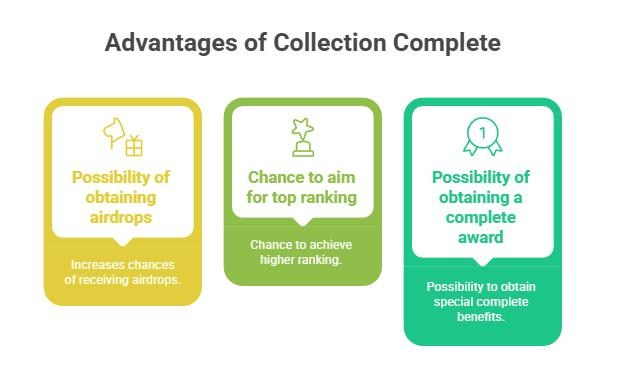 Advantages of Collection Complete
Possibility of
obtaining
airdrops
Increases chances
of receiving airdrops.
Chance to aim
for top ranking
Chance to achieve
higher ranking.
1
Possibility of
obtaining a
complete
award
Possibility to obtain
special complete
benefits.